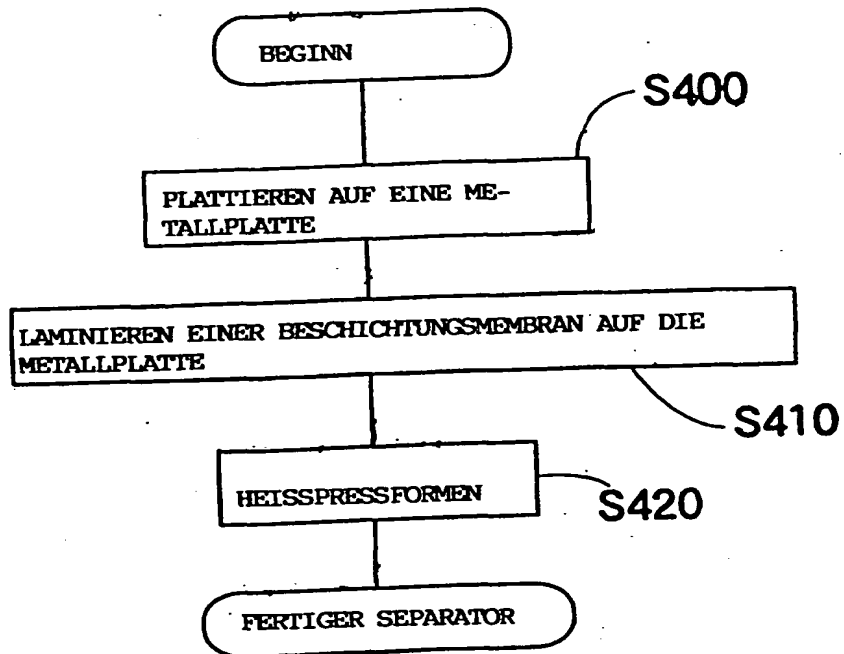 BEGINN
S400
PLATTIEREN AUF EINE ME-
TALLPLATTE
LAMINIEREN EINER BESCHICHTUNGSMEMBRAN AUF DIE
METALLPLATTE
S410
HEISSPRESSFORMEN
S420
FERTIGER SEPARATOR